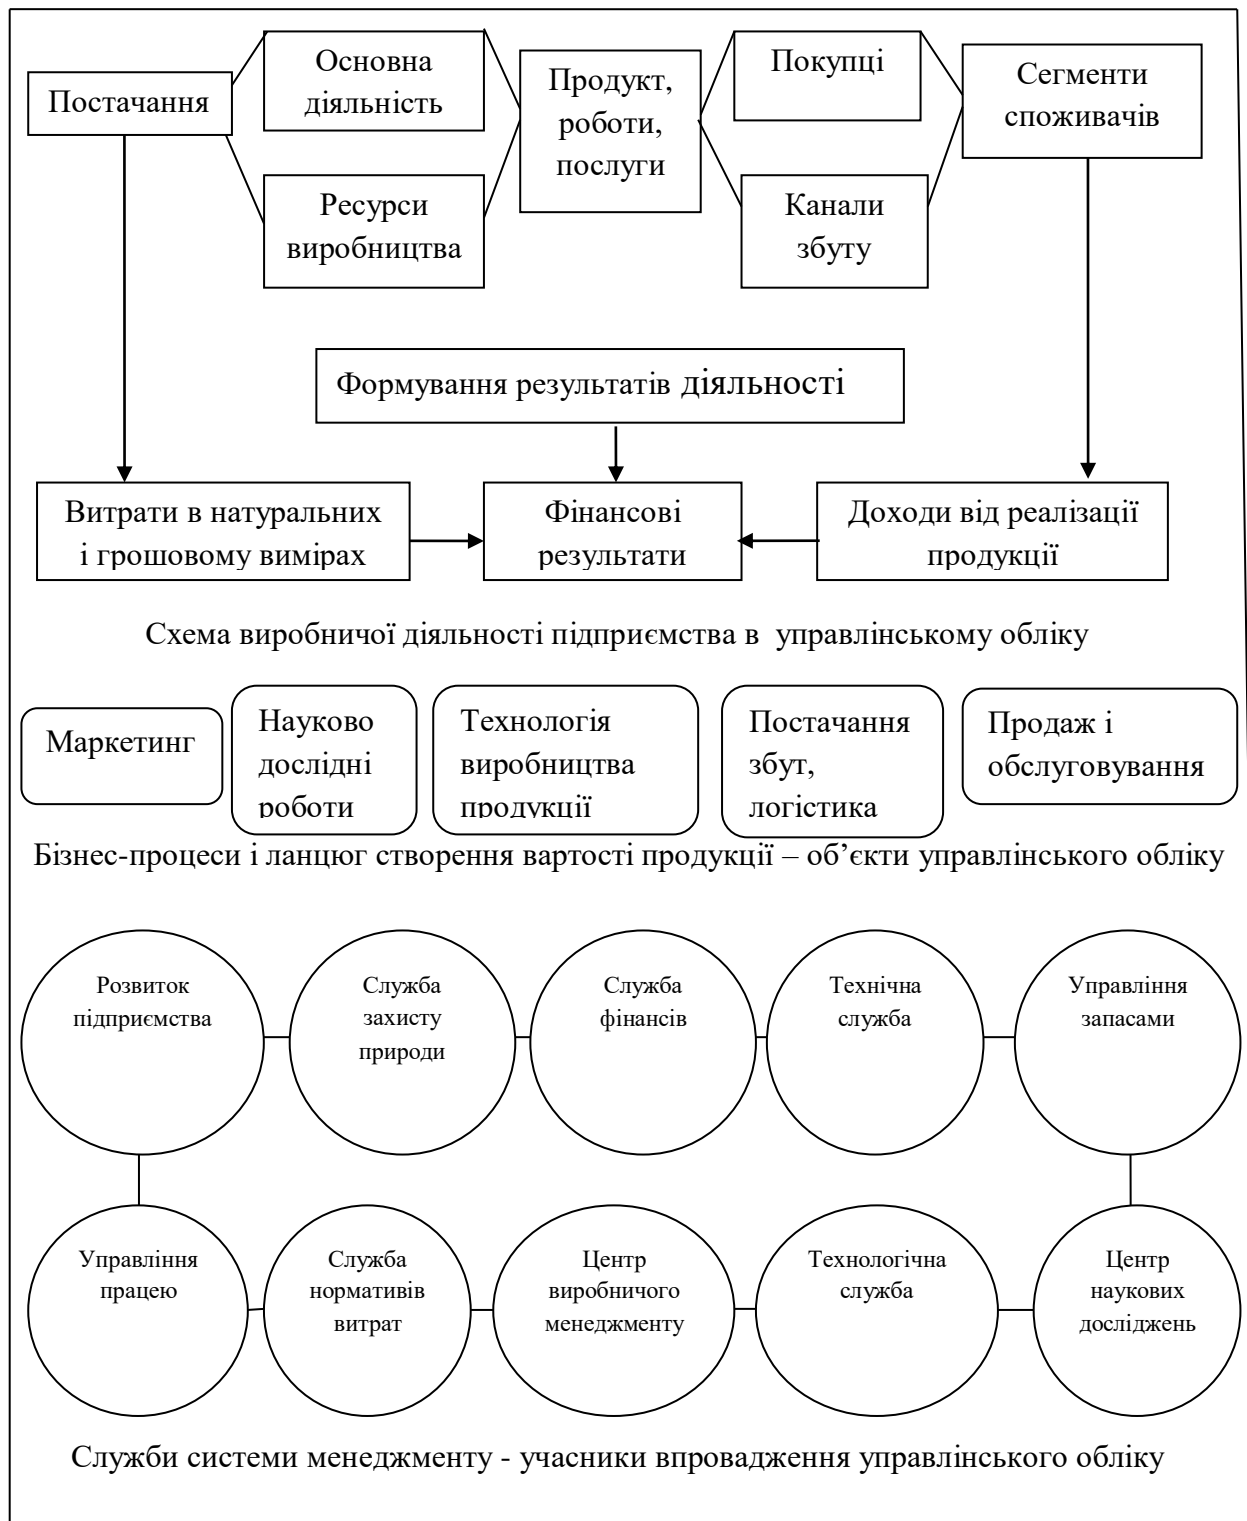 Постачання
Основна
діяльність
Ресурси
виробництва
Продукт,
роботи,
послуги
Покупці
Канали
збуту
Сегменти
споживачів
Формування результатів діяльності
Витрати в натуральних
і грошовому вимірах
Фінансові
результати
Доходи від реалізації
продукції
Схема виробничої діяльності підприємства в управлінському обліку
Маркетинг
Науково
дослідні
роботи
Технологія
виробництва
продукції
Постачання
збут,
логістика
Продаж і
обслуговування
Бізнес-процеси і ланцюг створення вартості продукції – об’єкти управлінського обліку
Розвиток
підприємства
Служба
захисту
природи
Служба
фінансів
Технічна
служба
Управління
запасами
Управління
працею
Служба
нормативів
витрат
Центр
виробничого
менеджменту
Технологічна
служба
Центр
наукових
досліджень
Служби системи менеджменту - учасники впровадження управлінського обліку